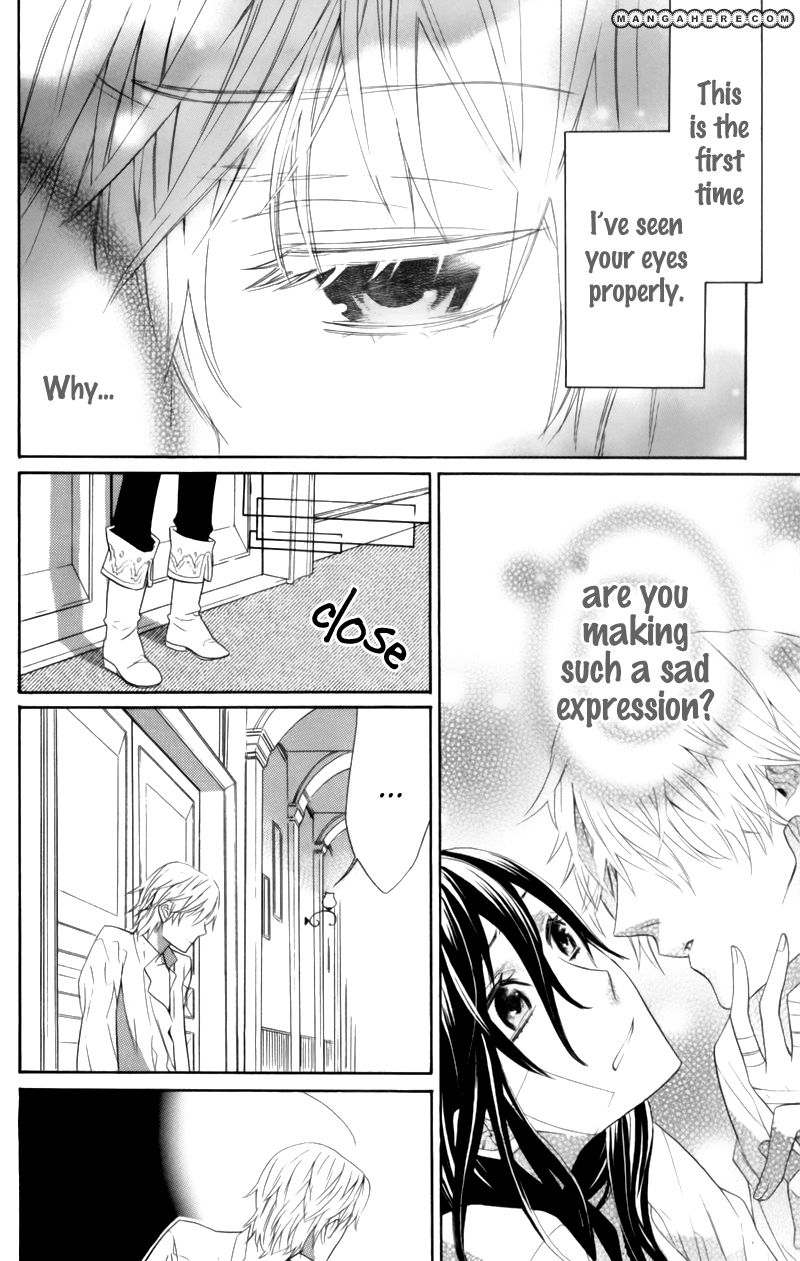 MANGAHERE.COM
This
is the
first
time
I've seen
your eyes
properly.
Why...
are you
making
such a sad
expression?
close
...